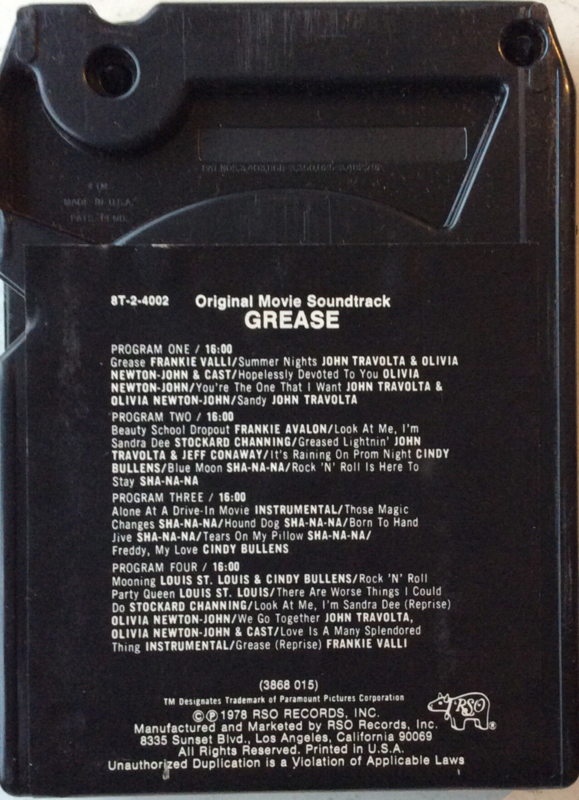 MADE IN U.S.A.
8T-2-4002 Original Movie Soundtrack
GREASE
PROGRAM ONE / 16:00
Grease FRANKIE VALLI/Summer Nights JOHN TRAVOLTA & OLIVIA
NEWTON-JOHN & CAST/Hopelessly Devoted To You OLIVIA
NEWTON-JOHN/You're The One That I Want JOHN TRAVOLTA &
OLIVIA NEWTON-JOHN/Sandy JOHN TRAVOLTA
PROGRAM TWO / 16:00
Beauty School Dropout FRANKIE AVALON/Look At Me, I'm
Sandra Dee STOCKARD CHANNING/Greased Lightnin' JOHN
TRAVOLTA & JEFF CONAWAY/It's Raining On Prom Night CINDY
BULLENS/Blue Moon SHA-NA-NA/Rock 'N' Roll Is Here To
Stay SHA-NA-NA
PROGRAM THREE / 16:00
Alone At A Drive-In Movie INSTRUMENTAL/Those Magic
Changes SHA-NA-NA/Hound Dog SHA-NA-NA/Born To Hand
Jive SHA-NA-NA/Tears On My Pillow SHA-NA-NA/
Freddy, My Love CINDY BULLENS
PROGRAM FOUR / 16:00
Mooning LOUIS ST. LOUIS & CINDY BULLENS/Rock 'N' Roll
Party Queen LOUIS ST. LOUIS/There Are Worse Things I Could
Do STOCKARD CHANNING/Look At Me, I'm Sandra Dee (Reprise)
OLIVIA NEWTON-JOHN/We Go Together JOHN TRAVOLTA,
OLIVIA NEWTON-JOHN & CAST/Love Is A Many Splendored
Thing INSTRUMENTAL/Grease (Reprise) FRANKIE VALLI
(3868 015)
TM Designates Trademark of Paramount Pictures Corporation
RSO ®
© ℗ 1978 RSO RECORDS, INC.
Manufactured and Marketed by RSO Records, Inc.
8335 Sunset Blvd., Los Angeles, California 90069
All Rights Reserved. Printed in U.S.A.
Unauthorized Duplication is a Violation of Applicable Laws